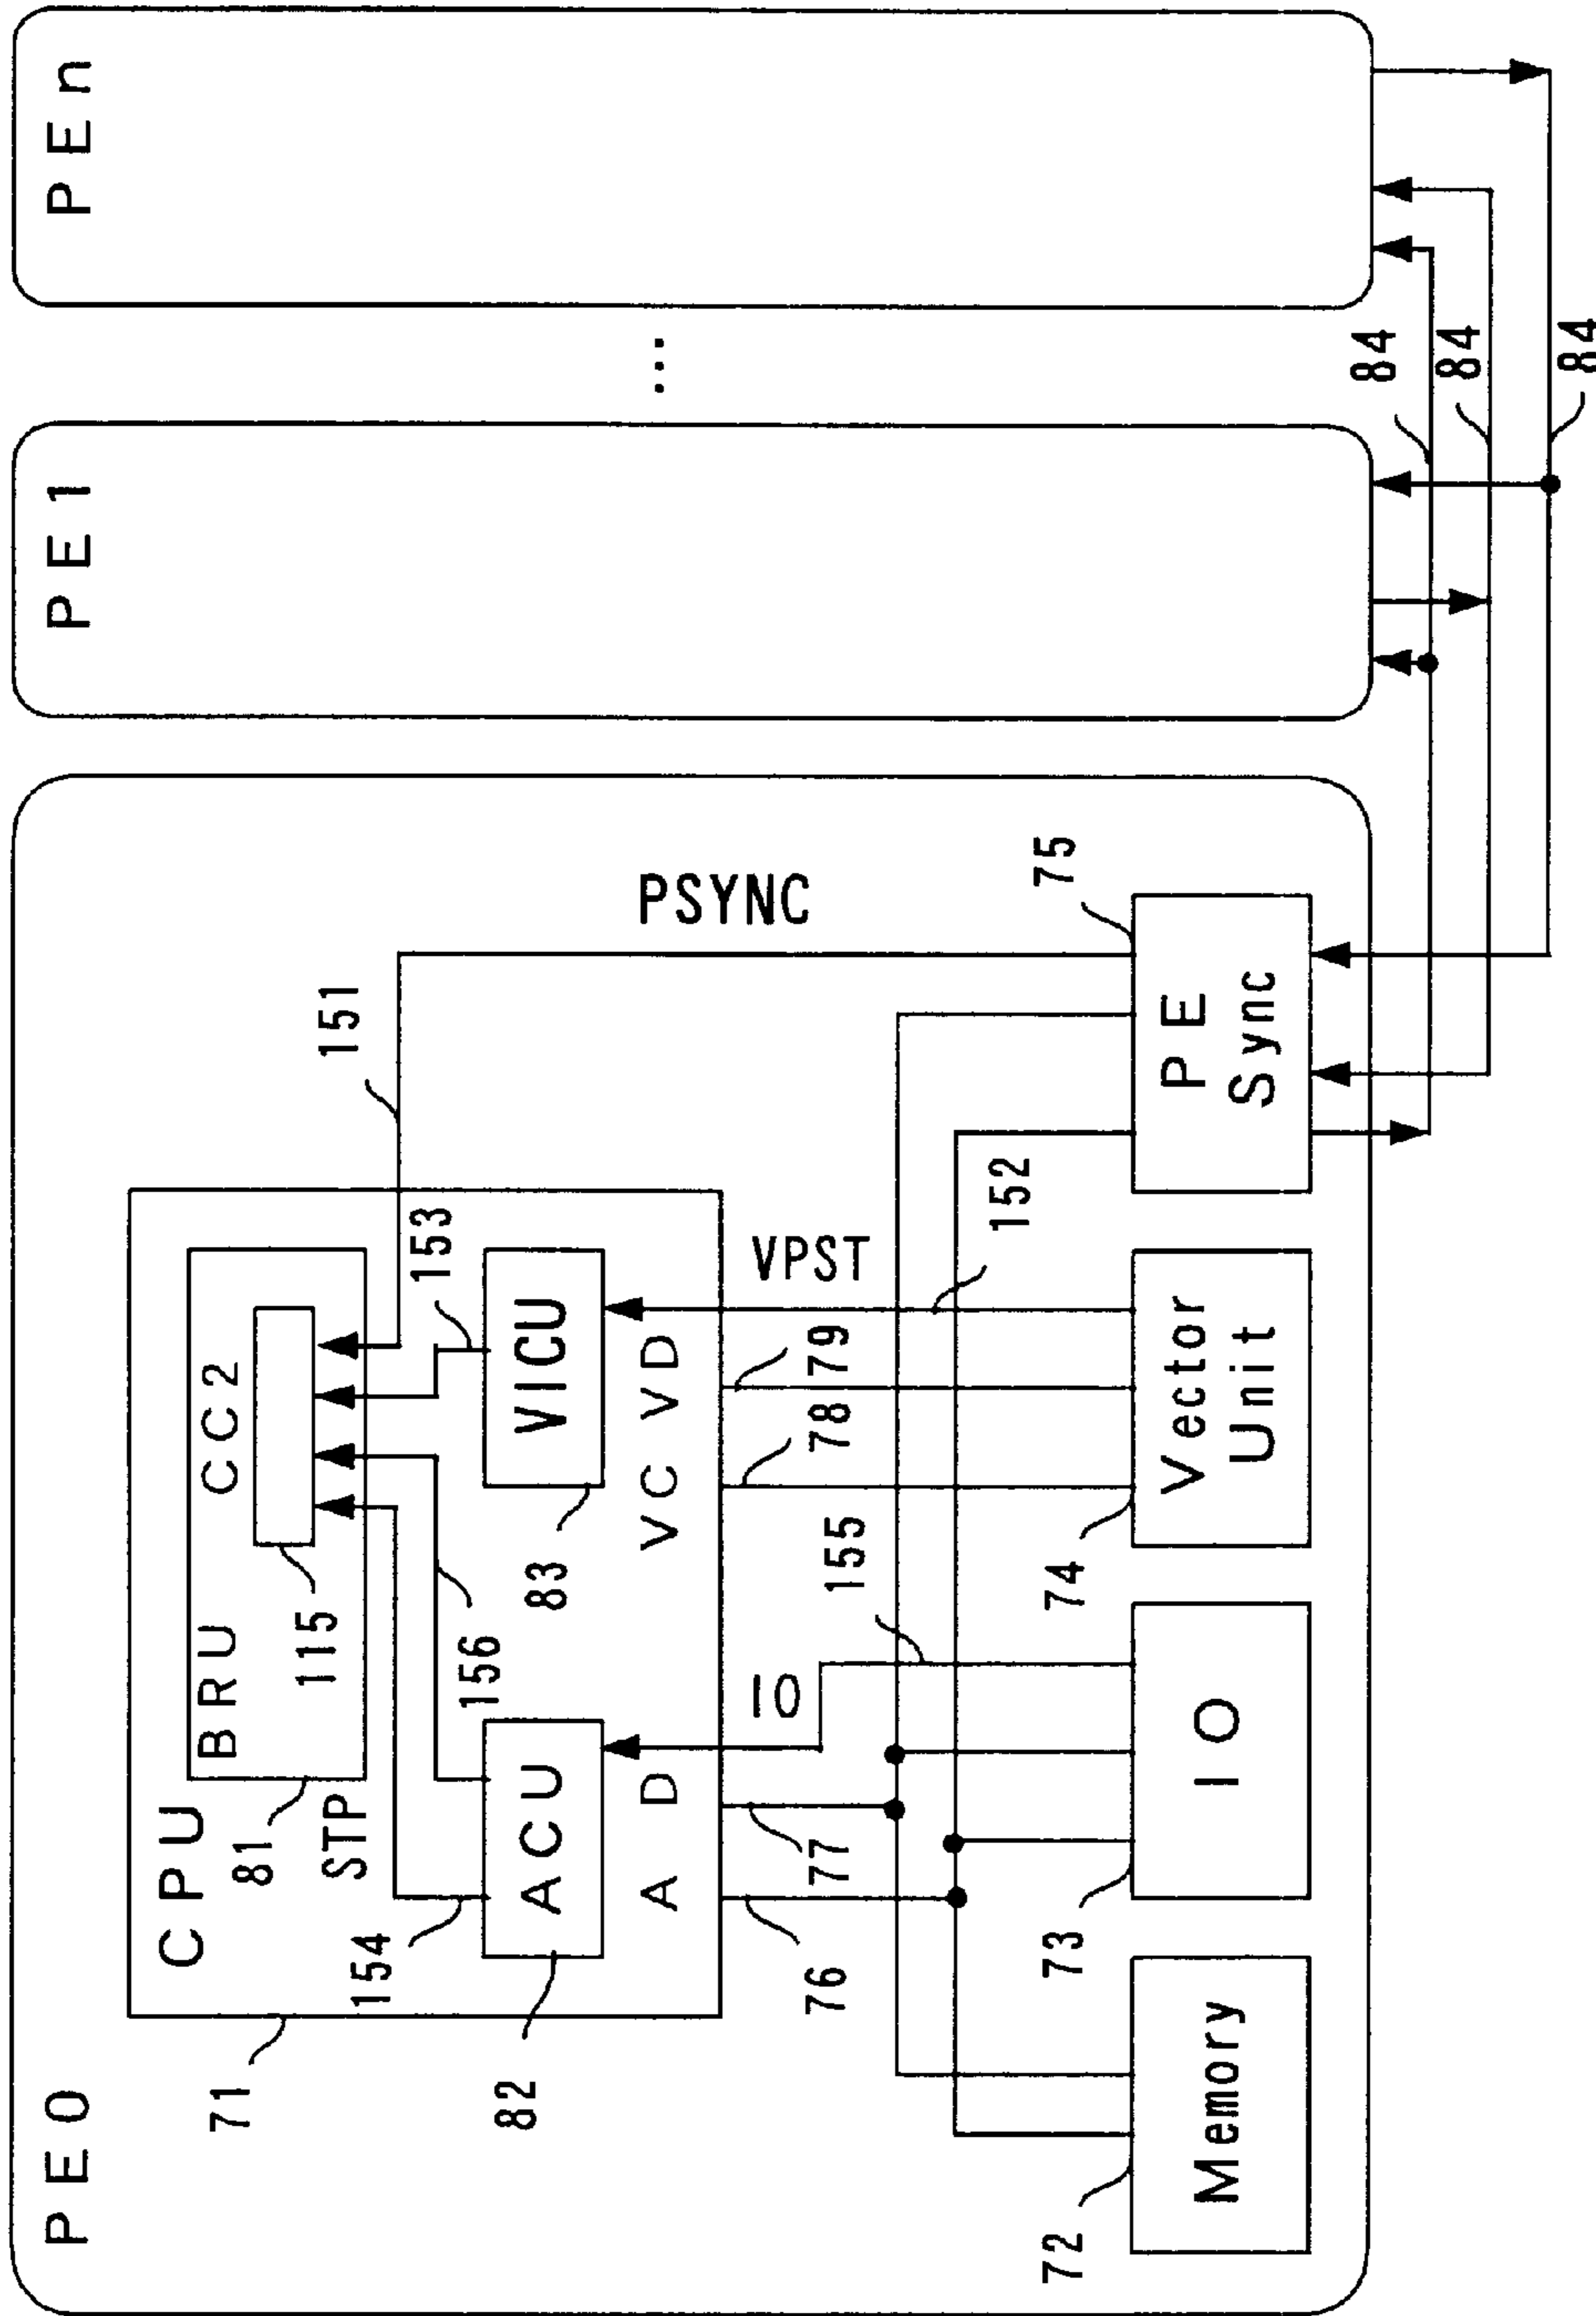 PE0
PE1
...
PEn
CPU
71
BRU
CC2
81
115
STP
151
154
156
153
ACU
VICU
82
83
A
D
VC
VD
IO
VPST
PSYNC
76
77
155
78
79
152
72
73
74
75
Memory
IO
Vector
Unit
PE
Sync
84
84
84